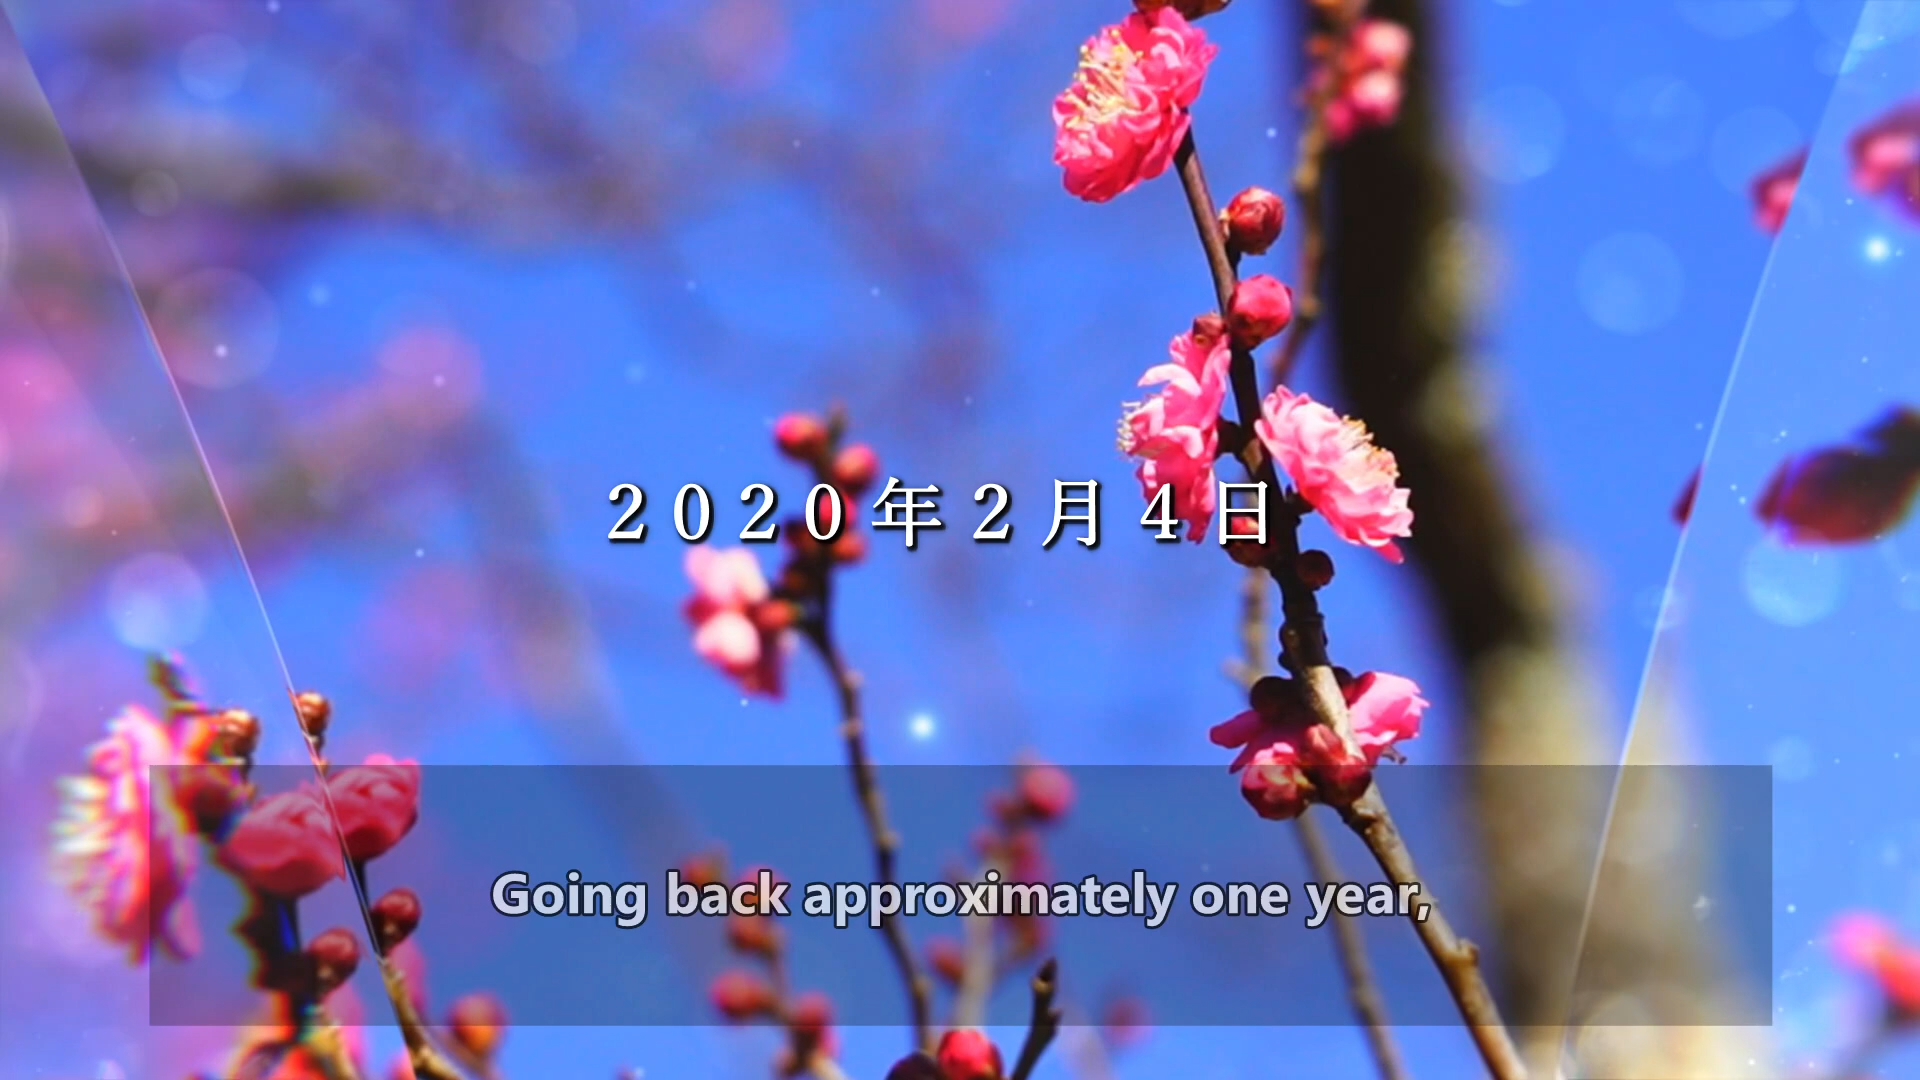 ２０２０年２月４日
Going back approximately one year,